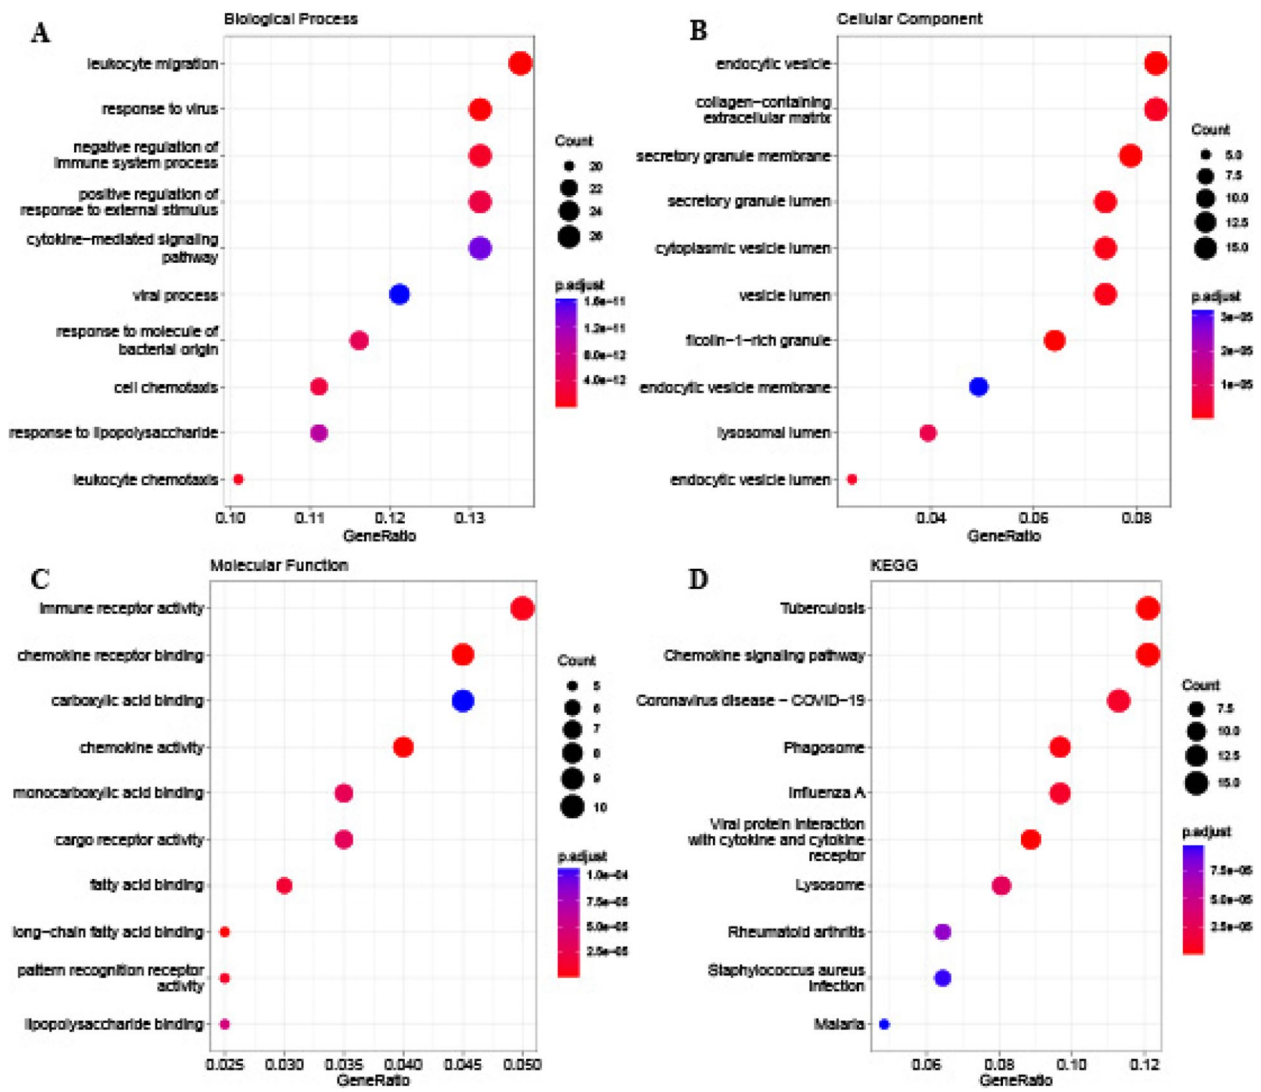 A
Biological Process
leukocyte migration
response to virus
negative regulation of
immune system process
positive regulation of
response to external stimulus
cytokine-mediated signaling
pathway
viral process
response to molecule of
bacterial origin
cell chemotaxis
response to lipopolysaccharide
leukocyte chemotaxis
0.10
0.11
0.12
0.13
GeneRatio
Count
20
22
24
26
p.adjust
1.6e-11
1.2e-11
8.0e-12
4.0e-12
B
Cellular Component
endocytic vesicle
collagen-containing
extracellular matrix
secretory granule membrane
secretory granule lumen
cytoplasmic vesicle lumen
vesicle lumen
ficolin-1-rich granule
endocytic vesicle membrane
lysosomal lumen
endocytic vesicle lumen
0.04
0.06
0.08
GeneRatio
Count
5.0
7.5
10.0
12.5
15.0
p.adjust
3e-05
2e-05
1e-05
C
Molecular Function
immune receptor activity
chemokine receptor binding
carboxylic acid binding
chemokine activity
monocarboxylic acid binding
cargo receptor activity
fatty acid binding
long-chain fatty acid binding
pattern recognition receptor
activity
lipopolysaccharide binding
0.025
0.030
0.035
0.040
0.045
0.050
GeneRatio
Count
5
6
7
8
9
10
p.adjust
1.0e-04
7.5e-05
5.0e-05
2.5e-05
D
KEGG
Tuberculosis
Chemokine signaling pathway
Coronavirus disease - COVID-19
Phagosome
Influenza A
Viral protein interaction
with cytokine and cytokine
receptor
Lysosome
Rheumatoid arthritis
Staphylococcus aureus
infection
Malaria
0.06
0.08
0.10
0.12
GeneRatio
Count
7.5
10.0
12.5
15.0
p.adjust
7.5e-05
5.0e-05
2.5e-05